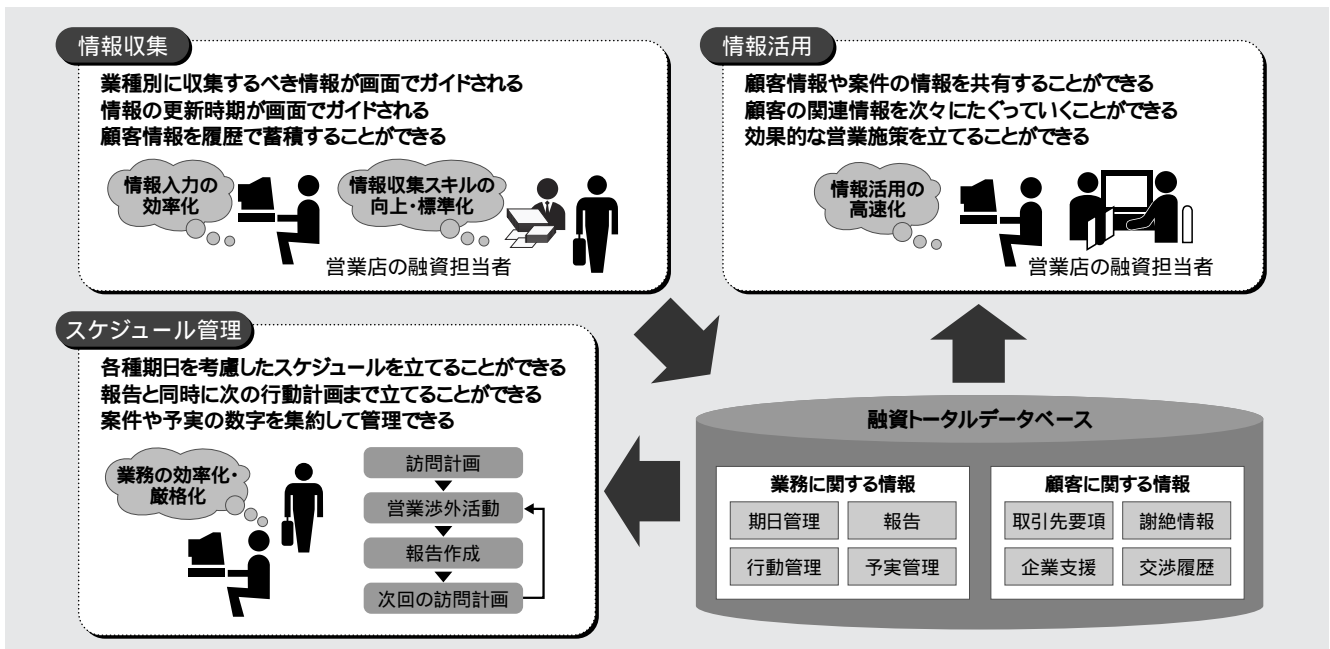 情報収集
業種別に収集するべき情報が画面でガイドされる
情報の更新時期が画面でガイドされる
顧客情報を履歴で蓄積することができる
情報入力の
効率化
情報収集スキルの
向上・標準化
営業店の融資担当者
情報活用
顧客情報や案件の情報を共有することができる
顧客の関連情報を次々にたぐっていくことができる
効果的な営業施策を立てることができる
情報活用の
高速化
営業店の融資担当者
スケジュール管理
各種期日を考慮したスケジュールを立てることができる
報告と同時に次の行動計画まで立てることができる
案件や予実の数字を集約して管理できる
業務の効率化・
厳格化
訪問計画
営業渉外活動
報告作成
次回の訪問計画
融資トータルデータベース
業務に関する情報
期日管理
報告
行動管理
予実管理
顧客に関する情報
取引先要項
謝絶情報
企業支援
交渉履歴